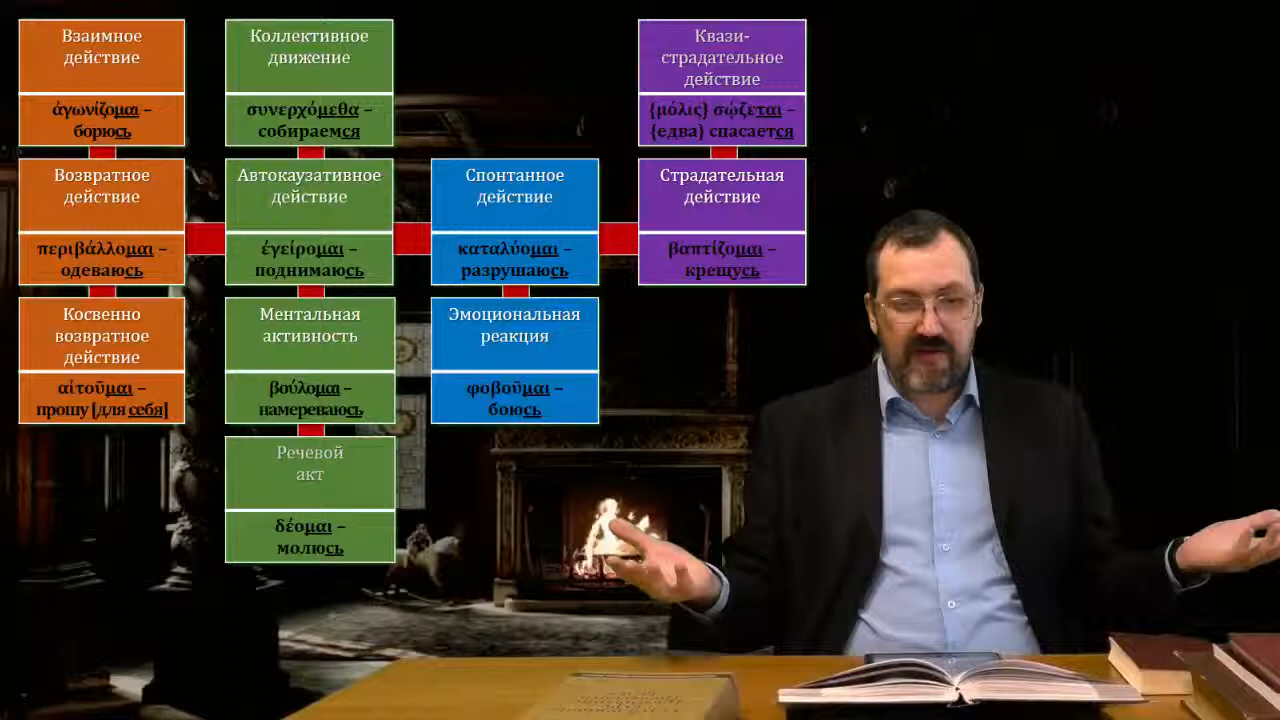 Взаимное
действие
ἀγωνίζομαι –
борюсь
Возвратное
действие
περιβάλλομαι –
одеваюсь
Косвенно
возвратное
действие
αἰτοῦμαι –
прошу [для себя]
Коллективное
движение
συνερχόμεθα –
собираемся
Автокаузативное
действие
ἐγείρομαι –
поднимаюсь
Ментальная
активность
βούλομαι –
намереваюсь
Речевой
акт
δέομαι –
молюсь
Спонтанное
действие
καταλύομαι –
разрушаюсь
Эмоциональная
реакция
φοβοῦμαι –
боюсь
Квази-
страдательное
действие
{μόλις} σῴζεται –
{едва} спасается
Страдательная
действие
βαπτίζομαι –
крещусь